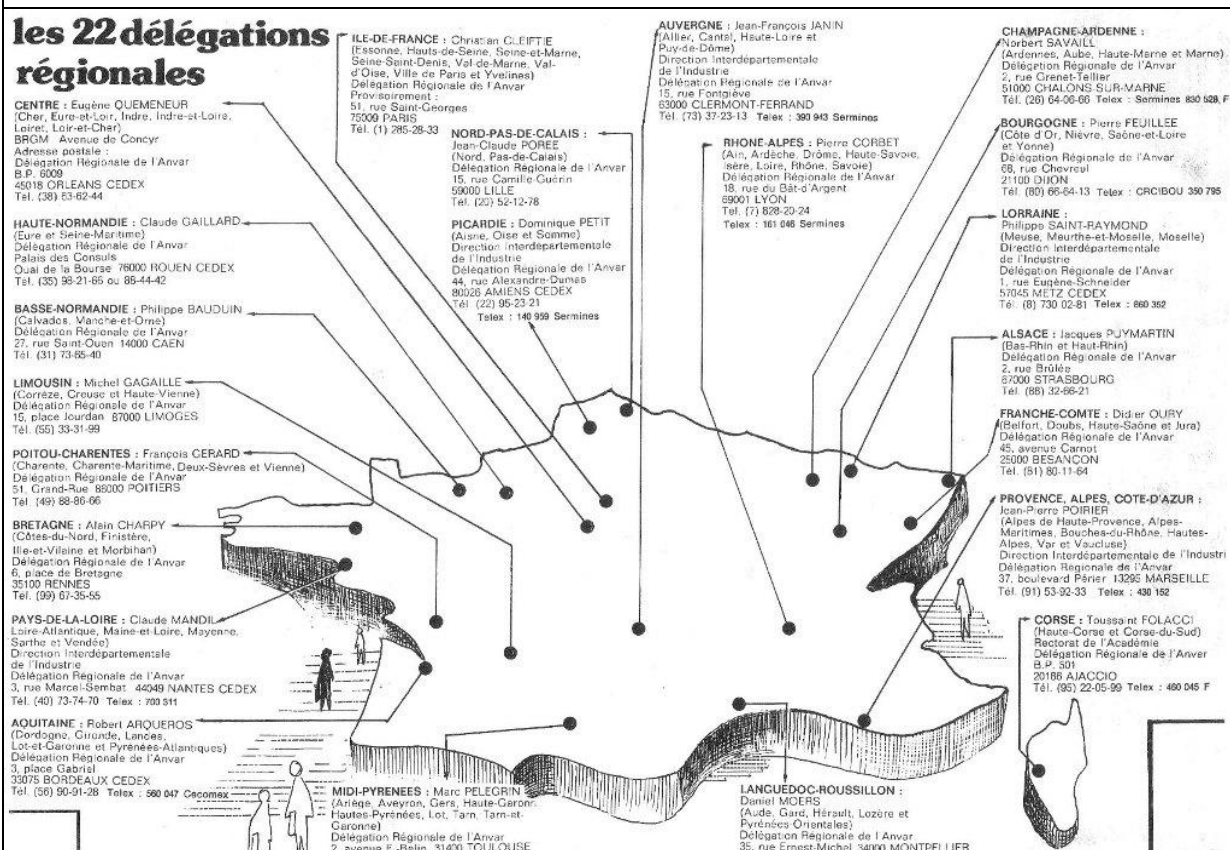 les 22 délégations
régionales
CENTRE : Eugène QUEMENEUR
(Cher, Eure-et-Loir, Indre, Indre-et-Loire,
Loiret, Loir-et-Cher)
BRGM Avenue de Concyr
Adresse postale :
Délégation Régionale de l'Anvar
B.P. 6009
45018 ORLEANS CEDEX
Tél. (38) 63-62-44
HAUTE-NORMANDIE : Claude GAILLARD
(Eure et Seine-Maritime)
Délégation Régionale de l'Anvar
Palais des Consuls
Quai de la Bourse 76000 ROUEN CEDEX
Tél. (35) 98-21-66 ou 88-44-42
BASSE-NORMANDIE : Philippe BAUDUIN
(Calvados, Manche-et-Orne)
Délégation Régionale de l'Anvar
27, rue Saint-Ouen 14000 CAEN
Tél. (31) 73-65-40
LIMOUSIN : Michel GAGAILLE
(Corrèze, Creuse et Haute-Vienne)
Délégation Régionale de l'Anvar
15, place Jourdan 87000 LIMOGES
Tél. (55) 33-31-99
POITOU-CHARENTES : François GERARD
(Charente, Charente-Maritime, Deux-Sèvres et Vienne)
Délégation Régionale de l'Anvar
51, Grand-Rue 86000 POITIERS
Tél. (49) 88-86-66
BRETAGNE : Alain CHARPY
(Côtes-du-Nord, Finistère,
Ille-et-Vilaine et Morbihan)
Délégation Régionale de l'Anvar
6, place de Bretagne
35100 RENNES
Tél. (99) 67-35-55
PAYS-DE-LA-LOIRE : Claude MANDIL
Loire-Atlantique, Maine-et-Loire, Mayenne,
Sarthe et Vendée)
Direction Interdépartementale
de l'Industrie
Délégation Régionale de l'Anvar
3, rue Marcel-Sembat 44049 NANTES CEDEX
Tél. (40) 73-74-70 Telex : 700 311
AQUITAINE : Robert ARQUEROS
(Dordogne, Gironde, Landes,
Lot-et-Garonne et Pyrénées-Atlantiques)
Délégation Régionale de l'Anvar
3, place Gabriel
33075 BORDEAUX CEDEX
Tél. (56) 90-91-28 Telex : 560 047 Cecomex
ILE-DE-FRANCE : Christian CLEIFTIE
(Essonne, Hauts-de-Seine, Seine-et-Marne,
Seine-Saint-Denis, Val-de-Marne, Val-
d'Oise, Ville de Paris et Yvelines)
Délégation Régionale de l'Anvar
Provisoirement :
51, rue Saint-Georges
75009 PARIS
Tél. (1) 285-28-33
NORD-PAS-DE-CALAIS :
Jean-Claude POREE
(Nord, Pas-de-Calais)
Délégation Régionale de l'Anvar
15, rue Camille-Guérin
59000 LILLE
Tél. (20) 52-12-78
PICARDIE : Dominique PETIT
(Aisne, Oise et Somme)
Direction Interdépartementale
de l'Industrie
Délégation Régionale de l'Anvar
44, rue Alexandre-Dumas
80026 AMIENS CEDEX
Tél. (22) 95-23-21
Telex : 140 959 Sermines
AUVERGNE : Jean-François JANIN
(Allier, Cantal, Haute-Loire et
Puy-de-Dôme)
Direction Interdépartementale
de l'Industrie
Délégation Régionale de l'Anvar
15, rue Fontgiève
63000 CLERMONT-FERRAND
Tél. (73) 37-23-13 Telex : 390 943 Sermines
RHONE-ALPES : Pierre CORBET
(Ain, Ardèche, Drôme, Haute-Savoie,
Isère, Loire, Rhône, Savoie)
Délégation Régionale de l'Anvar
18, rue du Bât-d'Argent
69001 LYON
Tel. (7) 828-20-24
Telex : 161 046 Sermines
CHAMPAGNE-ARDENNE :
Norbert SAVAILL
(Ardennes, Aube, Haute-Marne et Marne)
Délégation Régionale de l'Anvar
2, rue Grenet-Tellier
51000 CHALONS-SUR-MARNE
Tél. (26) 64-06-66 Telex : Sermines 830 528 F
BOURGOGNE : Pierre FEUILLEE
(Côte d'Or, Nièvre, Saône-et-Loire
et Yonne)
Délégation Régionale de l'Anvar
68, rue Chevreul
21100 DIJON
Tél. (80) 66-64-13 Telex : CRCIBOU 350 795
LORRAINE :
Philippe SAINT-RAYMOND
(Meuse, Meurthe-et-Moselle, Moselle)
Direction Interdépartementale
de l'Industrie
Délégation Régionale de l'Anvar
1, rue Eugène-Schneider
57045 METZ CEDEX
Tél. (8) 730 02-81 Telex : 860 352
ALSACE : Jacques PUYMARTIN
(Bas-Rhin et Haut-Rhin)
Délégation Régionale de l'Anvar
2, rue Brûlée
67000 STRASBOURG
Tél. (88) 32-66-21
FRANCHE-COMTE : Didier OURY
(Belfort, Doubs, Haute-Saône et Jura)
Délégation Régionale de l'Anvar
45, avenue Carnot
25000 BESANÇON
Tél. (81) 80-11-64
PROVENCE, ALPES, COTE-D'AZUR :
Jean-Pierre POIRIER
(Alpes de Haute-Provence, Alpes-
Maritimes, Bouches-du-Rhône, Hautes-
Alpes, Var et Vaucluse)
Direction Interdépartementale de l'Industri
Délégation Régionale de l'Anvar
37, boulevard Périer 13295 MARSEILLE
Tél. (91) 53-92-33 Telex : 430 152
CORSE : Toussaint FOLACCI
(Haute-Corse et Corse-du-Sud)
Rectorat de l'Académie
Délégation Régionale de l'Anvar
B.P. 501
20186 AJACCIO
Tél. (95) 22-05-99 Telex : 460 045 F
MIDI-PYRENEES : Marc PELEGRIN
(Ariège, Aveyron, Gers, Haute-Garonn
Hautes-Pyrénées, Lot, Tarn, Tarn-et-
Garonne)
Délégation Régionale de l'Anvar
2, avenue E.-Belin 31400 TOULOUSE
LANGUEDOC-ROUSSILLON :
Daniel MOERS
(Aude, Gard, Hérault, Lozère et
Pyrénées Orientales)
Délégation Régionale de l'Anvar
35, rue Ernest-Michel 34000 MONTPELLIER